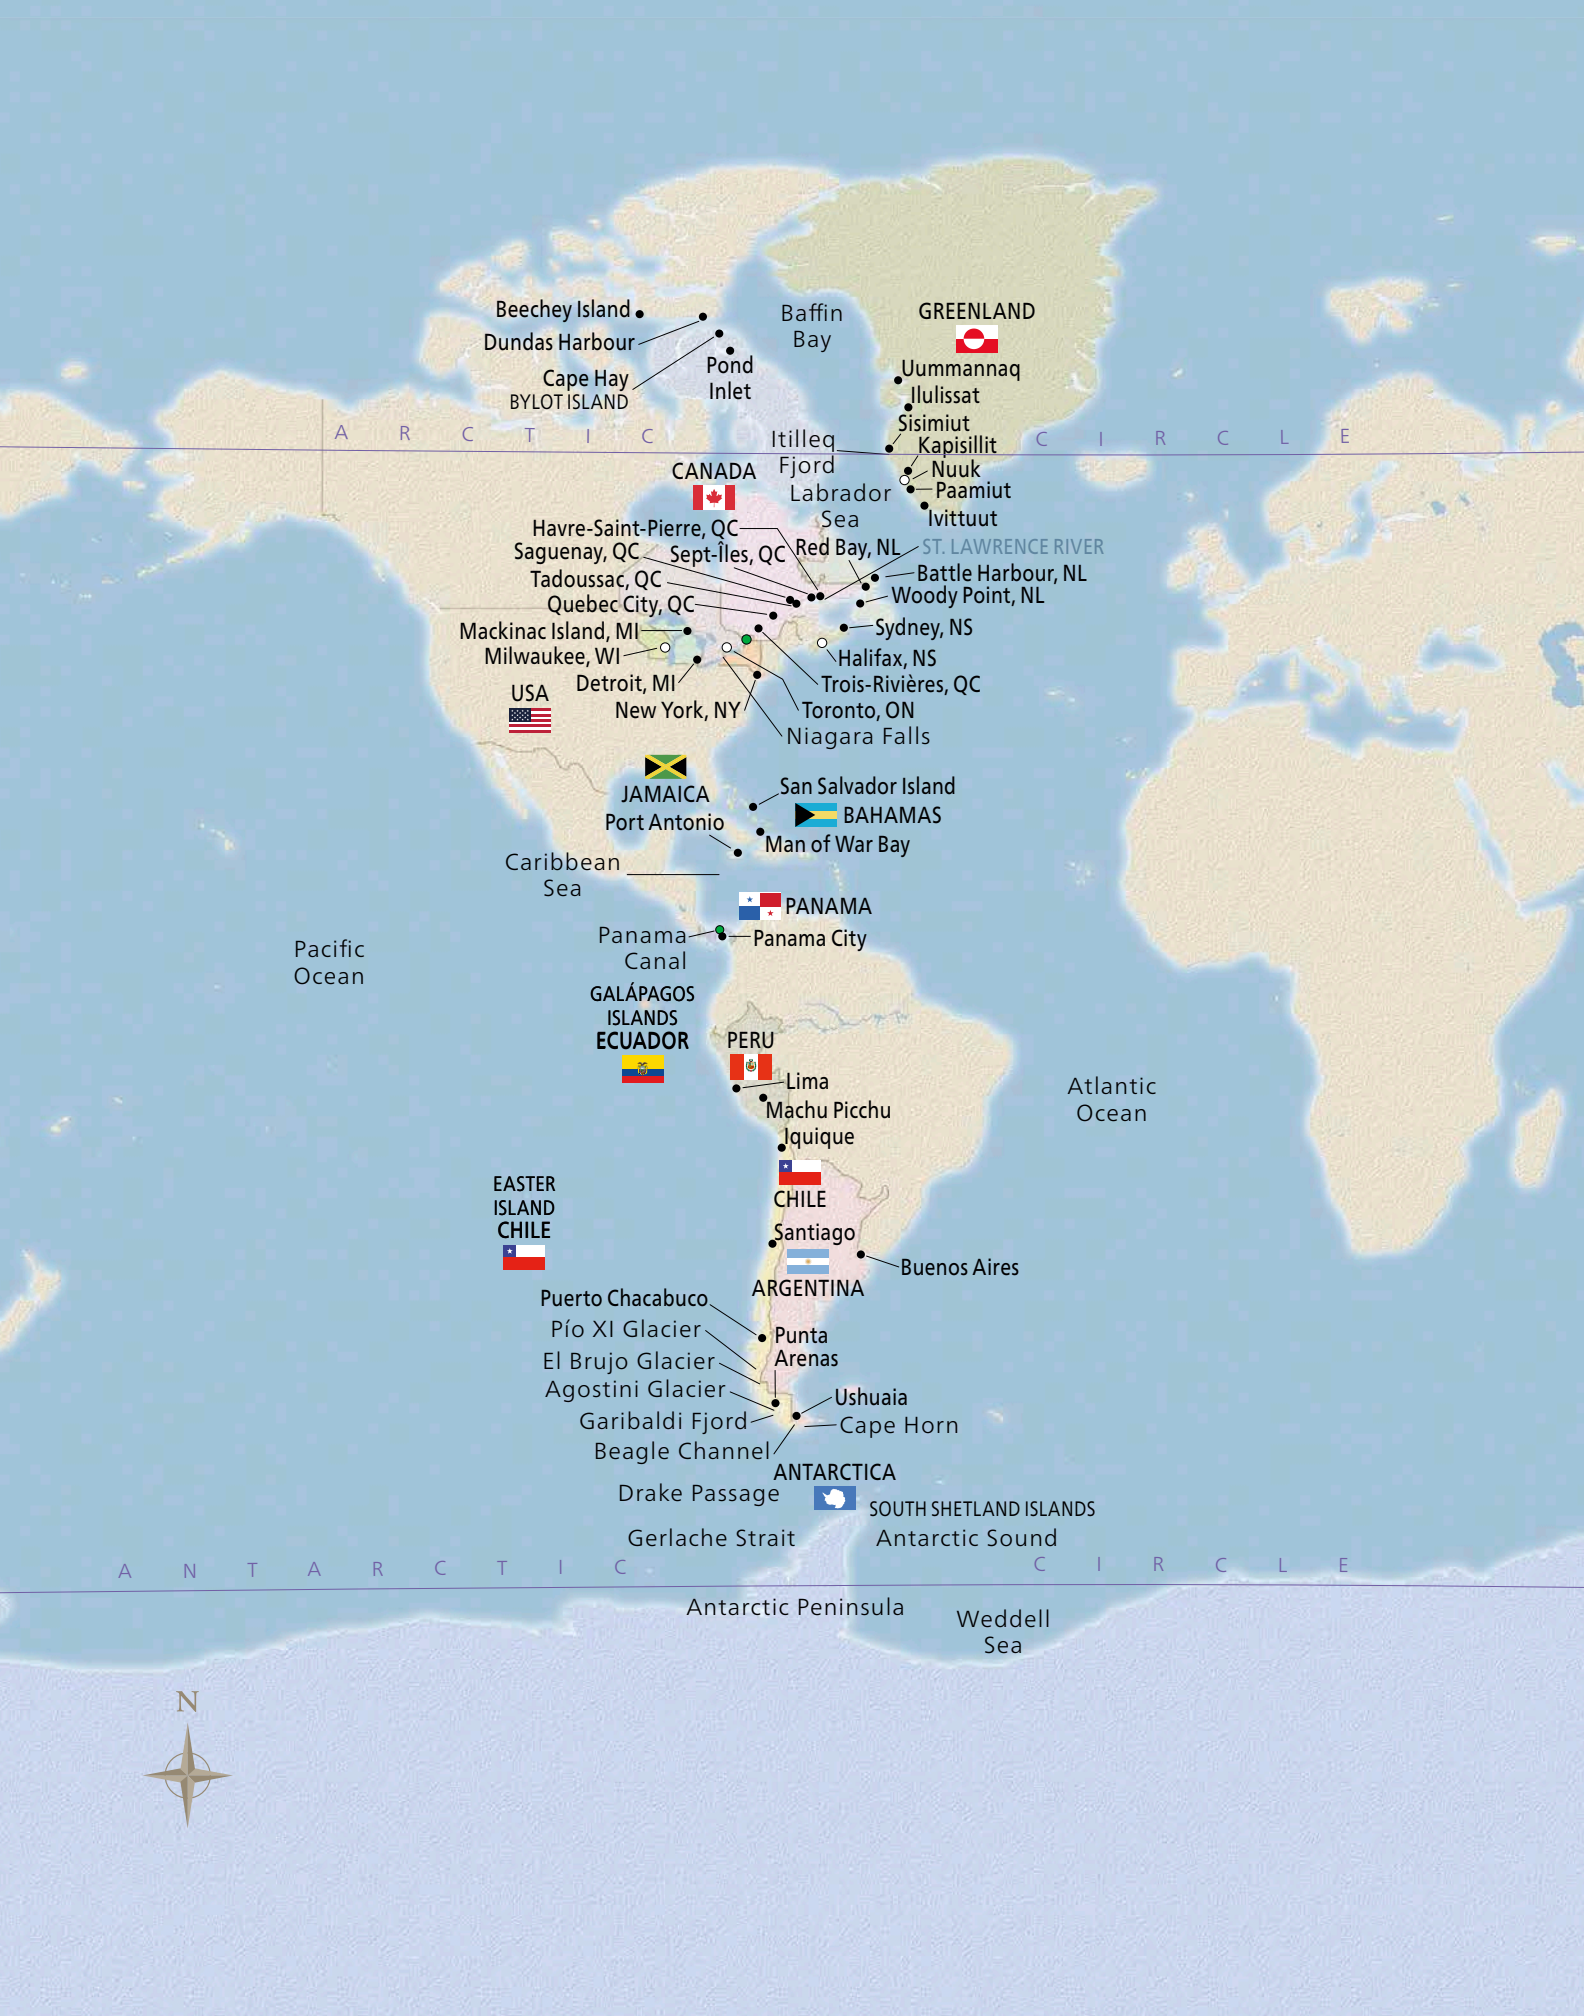 Beechey Island
Dundas Harbour
Cape Hay
BYLOT ISLAND
Pond
Inlet
Baffin
Bay
GREENLAND
Uummannaq
Ilulissat
Sisimiut
ARCTIC CIRCLE
Itilleq
Fjord
Kapisillit
Nuuk
Paamiut
Ivittuut
CANADA
Labrador
Sea
Havre-Saint-Pierre, QC
Saguenay, QC
Sept-Îles, QC
Red Bay, NL
ST. LAWRENCE RIVER
Tadoussac, QC
Battle Harbour, NL
Quebec City, QC
Woody Point, NL
Mackinac Island, MI
Sydney, NS
Milwaukee, WI
Halifax, NS
Detroit, MI
Trois-Rivières, QC
USA
New York, NY
Toronto, ON
Niagara Falls
JAMAICA
Port Antonio
San Salvador Island
BAHAMAS
Man of War Bay
Caribbean
Sea
PANAMA
Panama
Canal
Panama City
Pacific
Ocean
GALÁPAGOS
ISLANDS
ECUADOR
PERU
Lima
Machu Picchu
Iquique
Atlantic
Ocean
EASTER
ISLAND
CHILE
CHILE
Santiago
Buenos Aires
ARGENTINA
Puerto Chacabuco
Pío XI Glacier
Punta
Arenas
El Brujo Glacier
Agostini Glacier
Ushuaia
Garibaldi Fjord
Cape Horn
Beagle Channel
ANTARCTICA
Drake Passage
SOUTH SHETLAND ISLANDS
Gerlache Strait
Antarctic Sound
ANTARCTIC CIRCLE
Antarctic Peninsula
Weddell
Sea
N